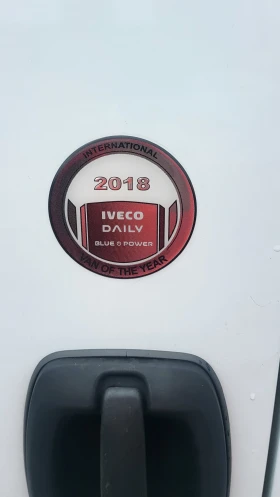 INTERNATIONAL
2018
IVECO
DAILY
BLUE POWER
VAN OF THE YEAR